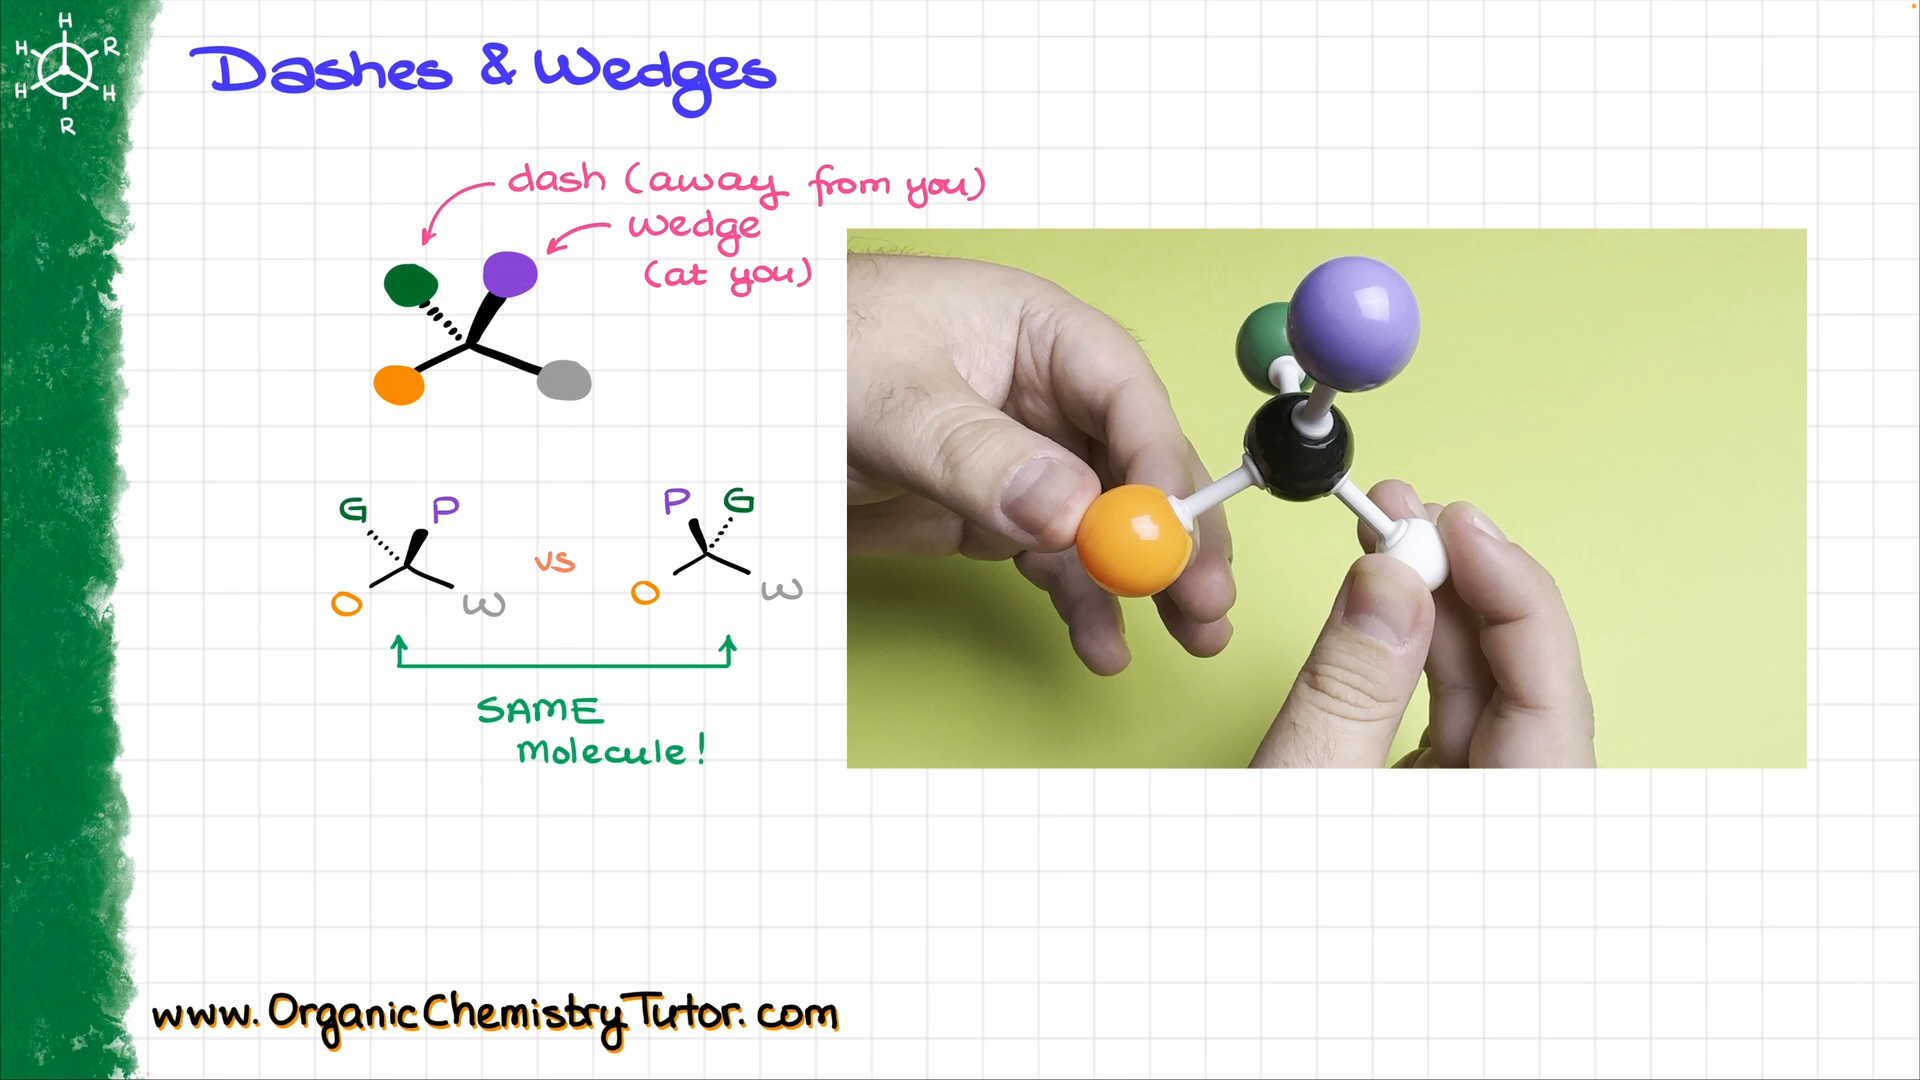 H
H R
H H
R
Dashes & Wedges
dash (away from you)
wedge
(at you)
G P
O W
vs
P G
O W
SAME
molecule!
www.OrganicChemistryTutor.com